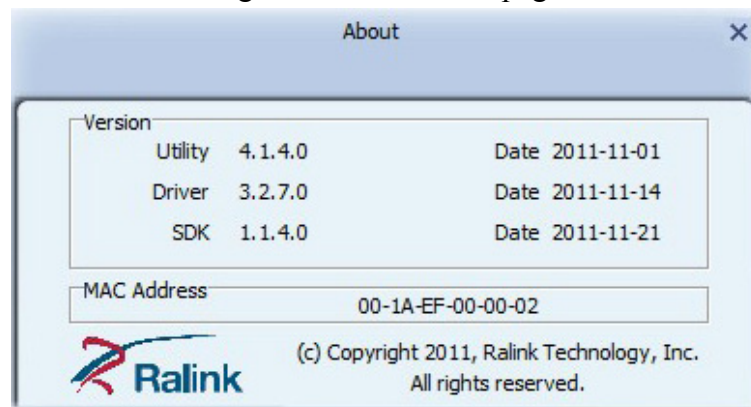 About
Version
Utility 4.1.4.0 Date 2011-11-01
Driver 3.2.7.0 Date 2011-11-14
SDK 1.1.4.0 Date 2011-11-21
MAC Address
00-1A-EF-00-00-02
Ralink
(c) Copyright 2011, Ralink Technology, Inc.
All rights reserved.